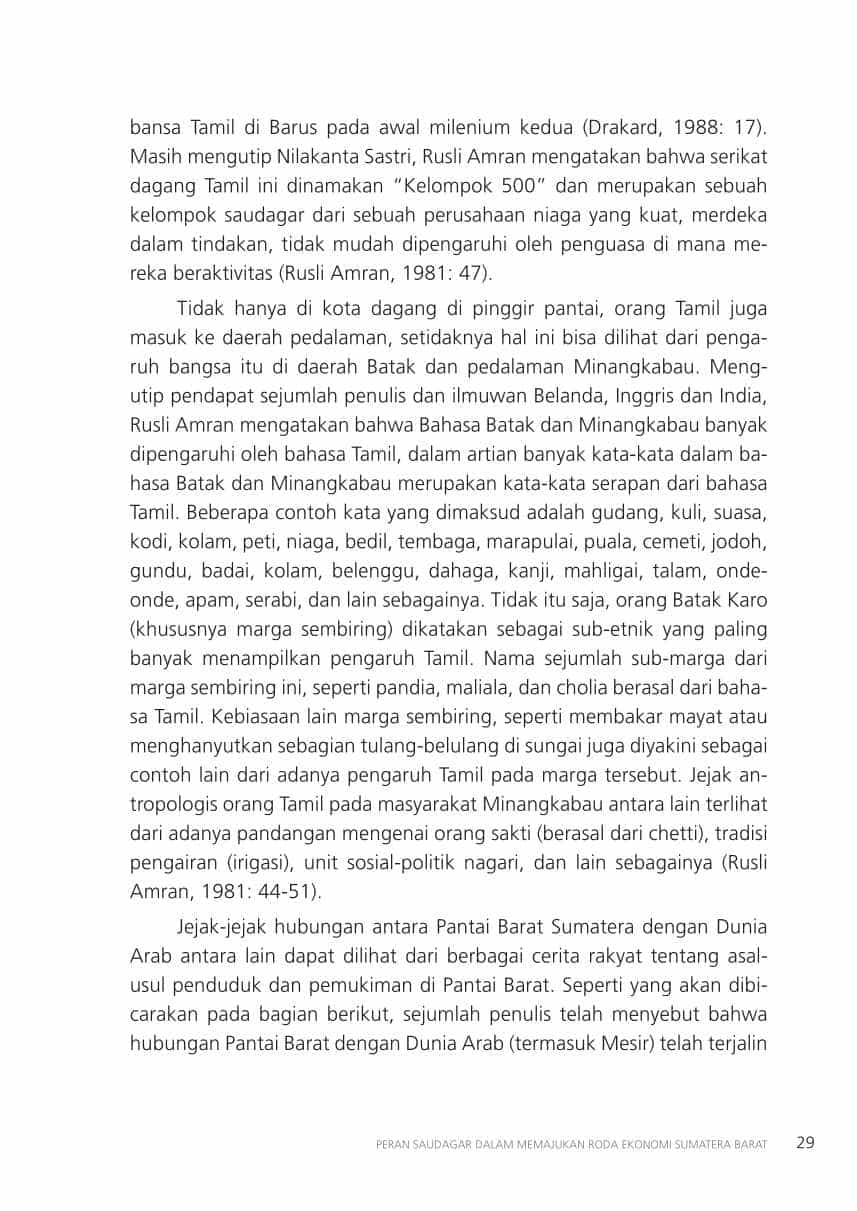 bansa Tamil di Barus pada awal milenium kedua (Drakard, 1988: 17).
Masih mengutip Nilakanta Sastri, Rusli Amran mengatakan bahwa serikat
dagang Tamil ini dinamakan “Kelompok 500” dan merupakan sebuah
kelompok saudagar dari sebuah perusahaan niaga yang kuat, merdeka
dalam tindakan, tidak mudah dipengaruhi oleh penguasa di mana me-
reka beraktivitas (Rusli Amran, 1981: 47).
Tidak hanya di kota dagang di pinggir pantai, orang Tamil juga
masuk ke daerah pedalaman, setidaknya hal ini bisa dilihat dari penga-
ruh bangsa itu di daerah Batak dan pedalaman Minangkabau. Meng-
utip pendapat sejumlah penulis dan ilmuwan Belanda, Inggris dan India,
Rusli Amran mengatakan bahwa Bahasa Batak dan Minangkabau banyak
dipengaruhi oleh bahasa Tamil, dalam artian banyak kata-kata dalam ba-
hasa Batak dan Minangkabau merupakan kata-kata serapan dari bahasa
Tamil. Beberapa contoh kata yang dimaksud adalah gudang, kuli, suasa,
kodi, kolam, peti, niaga, bedil, tembaga, marapulai, puala, cemeti, jodoh,
gundu, badai, kolam, belenggu, dahaga, kanji, mahligai, talam, onde-
onde, apam, serabi, dan lain sebagainya. Tidak itu saja, orang Batak Karo
(khususnya marga sembiring) dikatakan sebagai sub-etnik yang paling
banyak menampilkan pengaruh Tamil. Nama sejumlah sub-marga dari
marga sembiring ini, seperti pandia, maliala, dan cholia berasal dari baha-
sa Tamil. Kebiasaan lain marga sembiring, seperti membakar mayat atau
menghanyutkan sebagian tulang-belulang di sungai juga diyakini sebagai
contoh lain dari adanya pengaruh Tamil pada marga tersebut. Jejak an-
tropologis orang Tamil pada masyarakat Minangkabau antara lain terlihat
dari adanya pandangan mengenai orang sakti (berasal dari chetti), tradisi
pengairan (irigasi), unit sosial-politik nagari, dan lain sebagainya (Rusli
Amran, 1981: 44-51).
Jejak-jejak hubungan antara Pantai Barat Sumatera dengan Dunia
Arab antara lain dapat dilihat dari berbagai cerita rakyat tentang asal-
usul penduduk dan pemukiman di Pantai Barat. Seperti yang akan dibi-
carakan pada bagian berikut, sejumlah penulis telah menyebut bahwa
hubungan Pantai Barat dengan Dunia Arab (termasuk Mesir) telah terjalin
PERAN SAUDAGAR DALAM MEMAJUKAN RODA EKONOMI SUMATERA BARAT 29